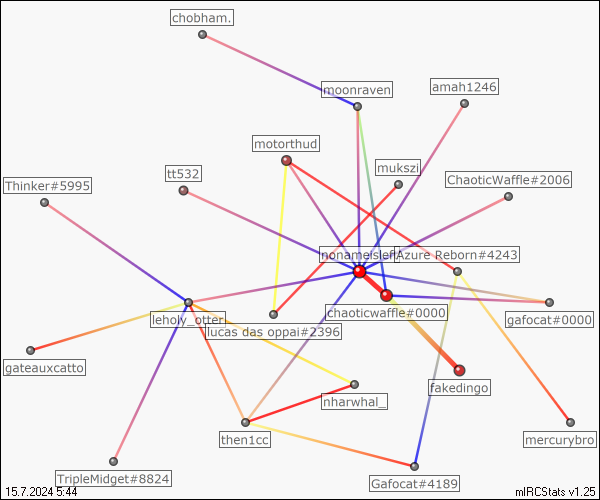 chobham.
moonraven
amah1246
motorthud
mukszi
tt532
Thinker#5995
ChaoticWaffle#2006
Azure Reborn#4243
chaoticwaffle#0000
gafocat#0000
lucas das oppai#2396
gateauxcatto
fakedingo
nharwhal_
then1cc
mercurybro
TripleMidget#8824
Gafocat#4189
15.7.2024 5:44
mIRCStats v1.25